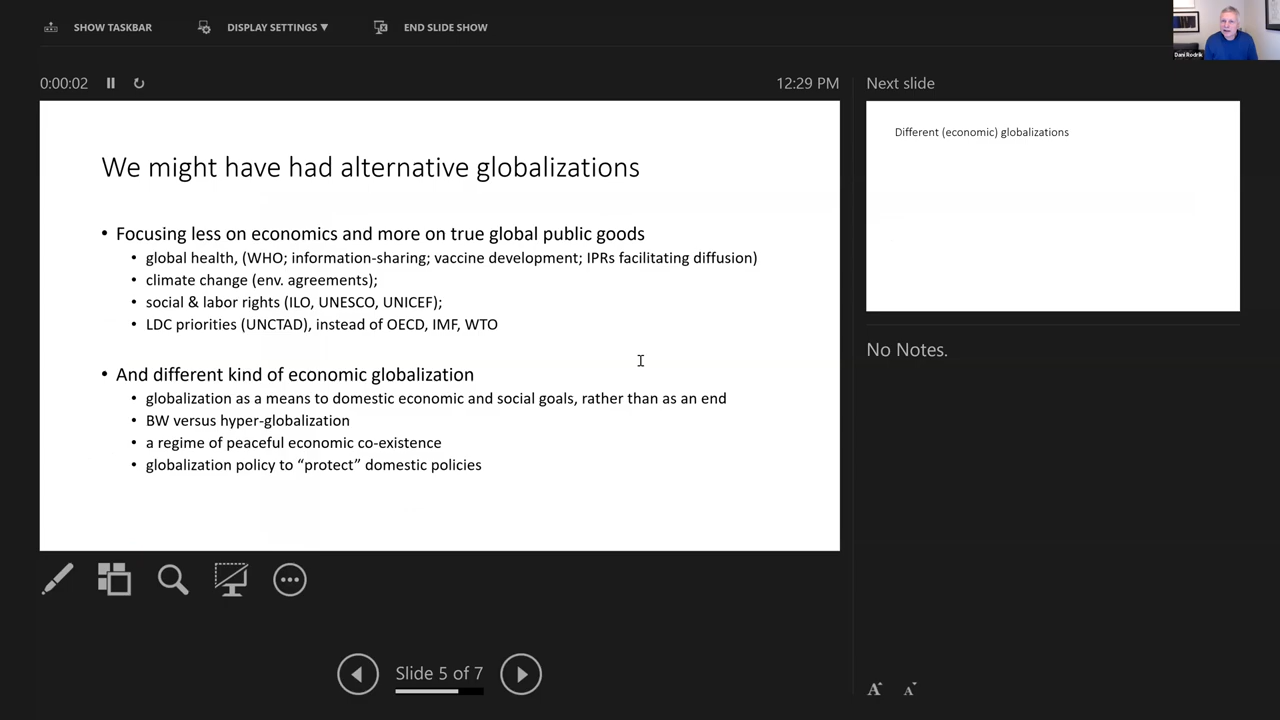 SHOW TASKBAR
DISPLAY SETTINGS ▼
END SLIDE SHOW
Dani Rodrik
0:00:02
12:29 PM
Next slide
We might have had alternative globalizations
• Focusing less on economics and more on true global public goods
• global health, (WHO; information-sharing; vaccine development; IPRs facilitating diffusion)
• climate change (env. agreements);
• social & labor rights (ILO, UNESCO, UNICEF);
• LDC priorities (UNCTAD), instead of OECD, IMF, WTO
• And different kind of economic globalization
• globalization as a means to domestic economic and social goals, rather than as an end
• BW versus hyper-globalization
• a regime of peaceful economic co-existence
• globalization policy to “protect” domestic policies
Different (economic) globalizations
No Notes.
Slide 5 of 7
A A